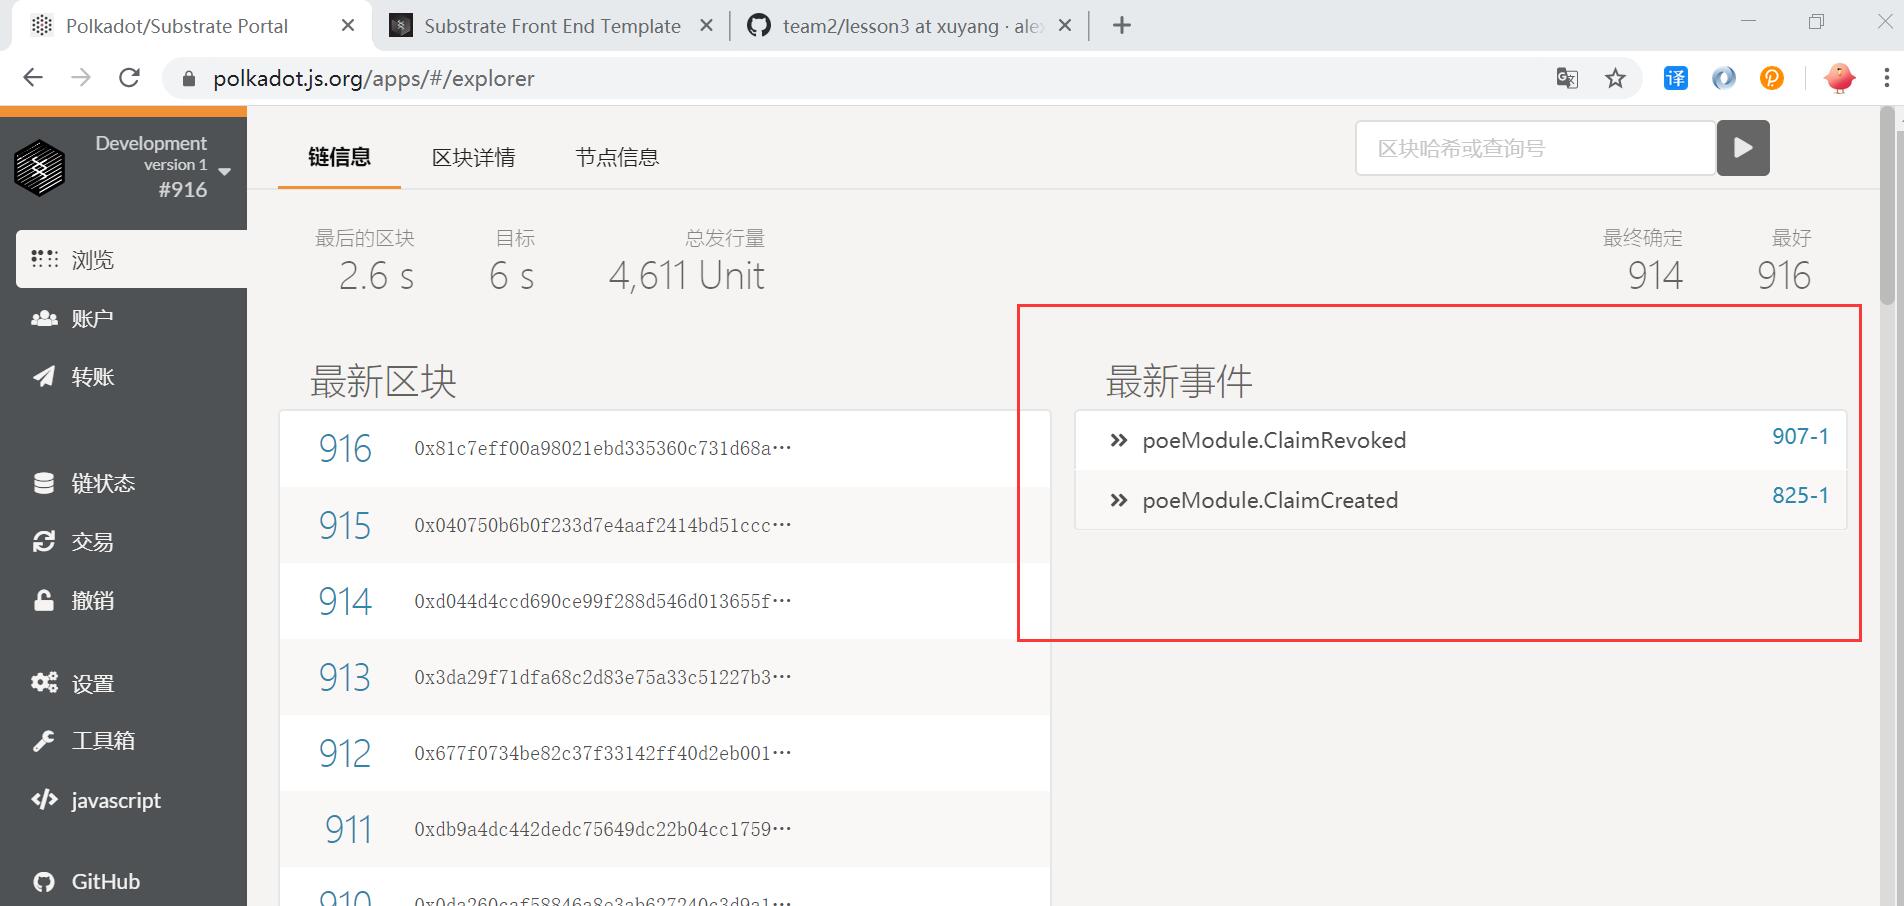 Polkadot/Substrate Portal
Substrate Front End Template
team2/lesson3 at xuyang · ale
polkadot.js.org/apps/#/explorer
译
Development
version 1
#916
链信息
区块详情
节点信息
区块哈希或查询号
浏览
账户
转账
链状态
交易
撤销
设置
工具箱
javascript
GitHub
最后的区块
2.6 s
目标
6 s
总发行量
4,611 Unit
最终确定
914
最好
916
最新区块
916 0x81c7eff00a98021ebd335360c731d68a…
915 0x040750b6b0f233d7e4aaf2414bd51ccc…
914 0xd044d4ccd690ce99f288d546d013655f…
913 0x3da29f71dfa68c2d83e75a33c51227b3…
912 0x677f0734be82c37f33142ff40d2eb001…
911 0xdb9a4dc442dedc75649dc22b04cc1759…
910
最新事件
poeModule.ClaimRevoked 907-1
poeModule.ClaimCreated 825-1